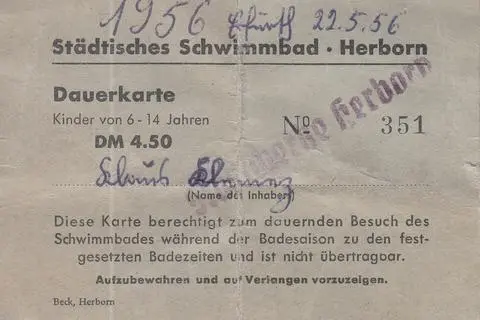 1956 22.5.56
Städtisches Schwimmbad · Herborn
Dauerkarte
Kinder von 6 - 14 Jahren
DM 4.50
№ 351
Herborn
Klaus
(Name des Inhabers)
Diese Karte berechtigt zum dauernden Besuch des
Schwimmbades während der Badesaison zu den fest-
gesetzten Badezeiten und ist nicht übertragbar.
Aufzubewahren und auf Verlangen vorzuzeigen.
Beck, Herborn